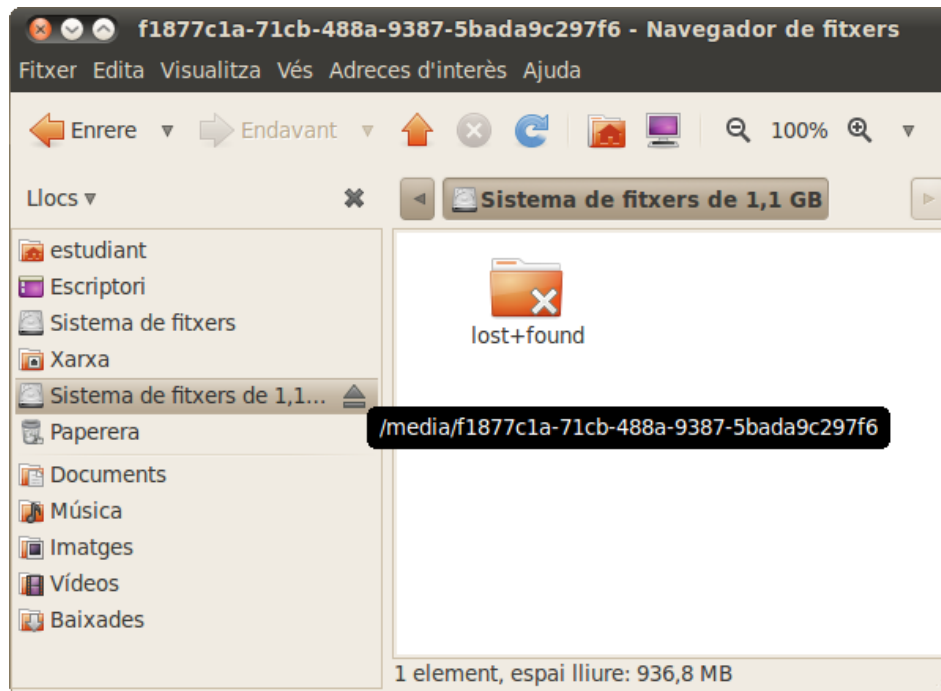 f1877c1a-71cb-488a-9387-5bada9c297f6 - Navegador de fitxers
Fitxer Edita Visualitza Vés Adreces d'interès Ajuda
Enrere Endavant 100%
Llocs
Sistema de fitxers de 1,1 GB
estudiant
Escriptori
Sistema de fitxers
Xarxa
Sistema de fitxers de 1,1...
Paperera
Documents
Música
Imatges
Vídeos
Baixades
lost+found
/media/f1877c1a-71cb-488a-9387-5bada9c297f6
1 element, espai lliure: 936,8 MB